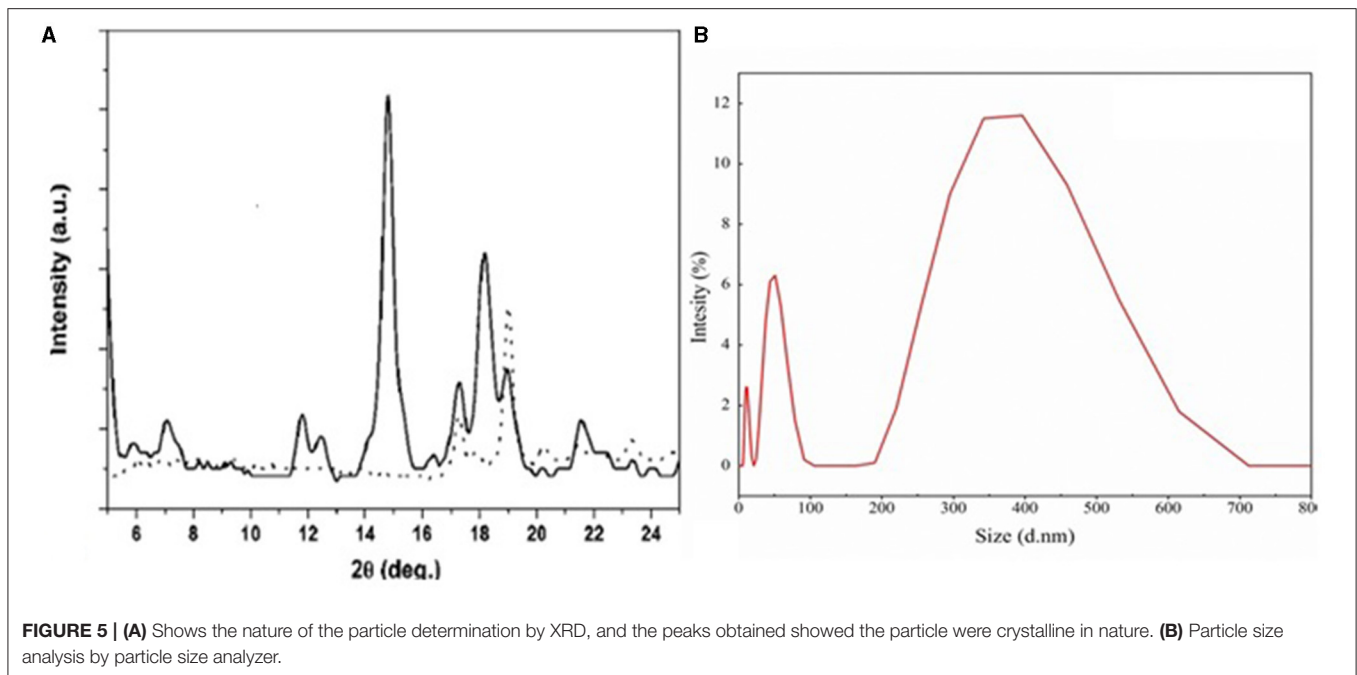 A
Intensity (a.u.)
6 8 10 12 14 16 18 20 22 24
2θ (deg.)
B
12
10
8
6
4
2
0
Intesity (%)
0 100 200 300 400 500 600 700 80
Size (d.nm)
FIGURE 5 | (A) Shows the nature of the particle determination by XRD, and the peaks obtained showed the particle were crystalline in nature. (B) Particle size
analysis by particle size analyzer.